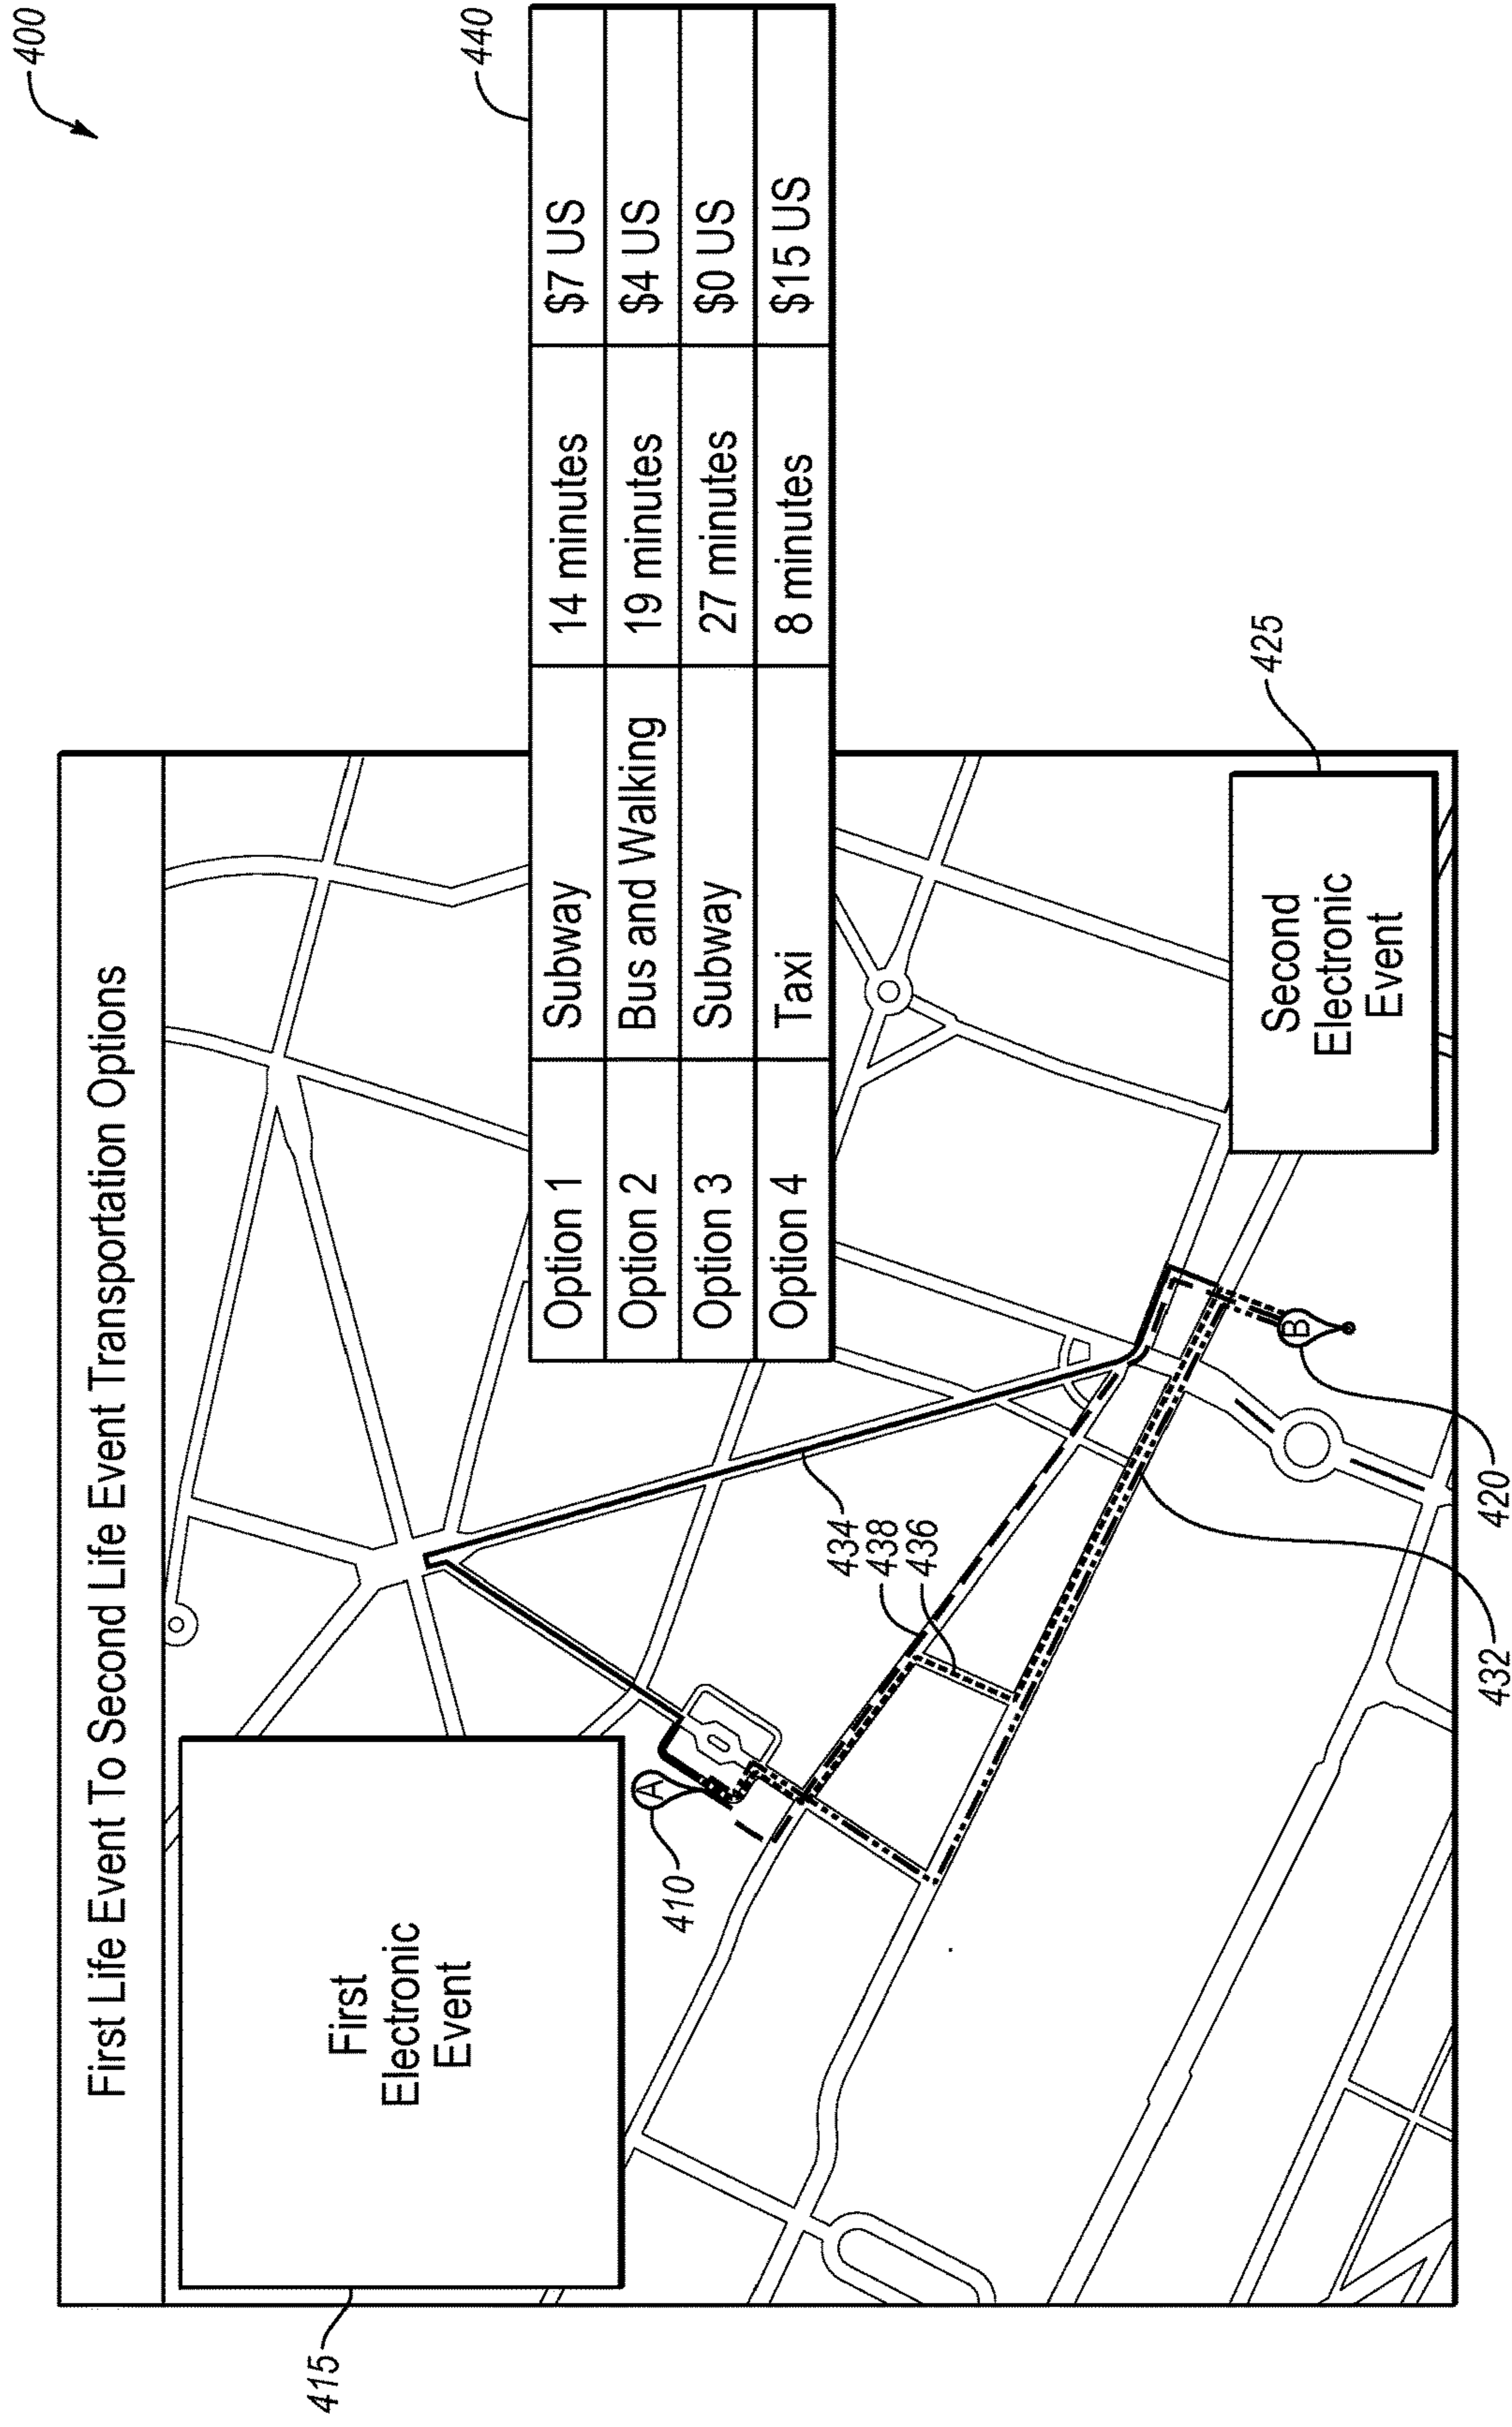 400
First Life Event To Second Life Event Transportation Options
415
First
Electronic
Event
440
Option 1 Subway 14 minutes $7 US
Option 2 Bus and Walking 19 minutes $4 US
Option 3 Subway 27 minutes $0 US
Option 4 Taxi 8 minutes $15 US
A
410
434
438
436
B
Second
Electronic
Event
425
432
420